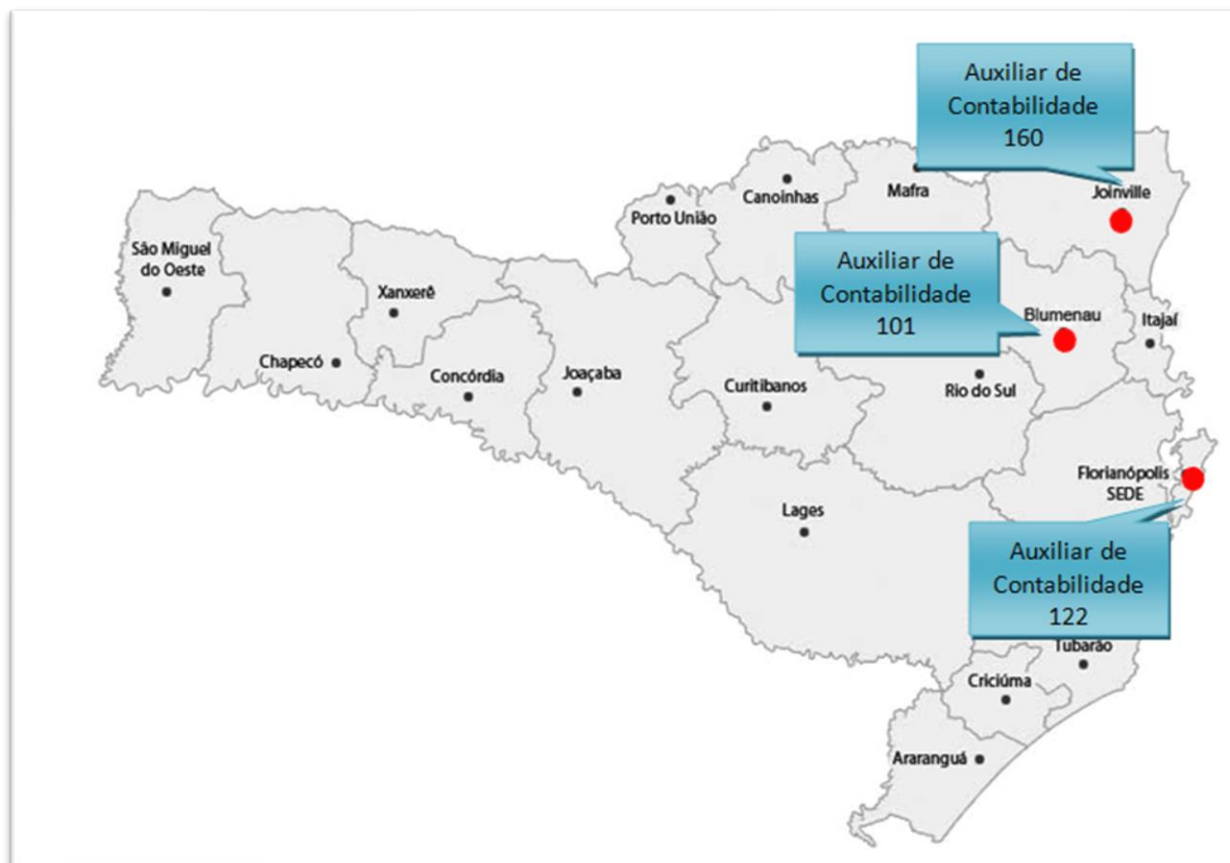 Auxiliar de
Contabilidade
160
Canoinhas
Mafra
Joinville
Porto União
São Miguel
do Oeste
Xanxerê
Auxiliar de
Contabilidade
101
Blumenau
Itajaí
Chapecó
Concórdia
Joaçaba
Curitibanos
Rio do Sul
Florianópolis
SEDE
Lages
Auxiliar de
Contabilidade
122
Tubarão
Criciúma
Araranguá